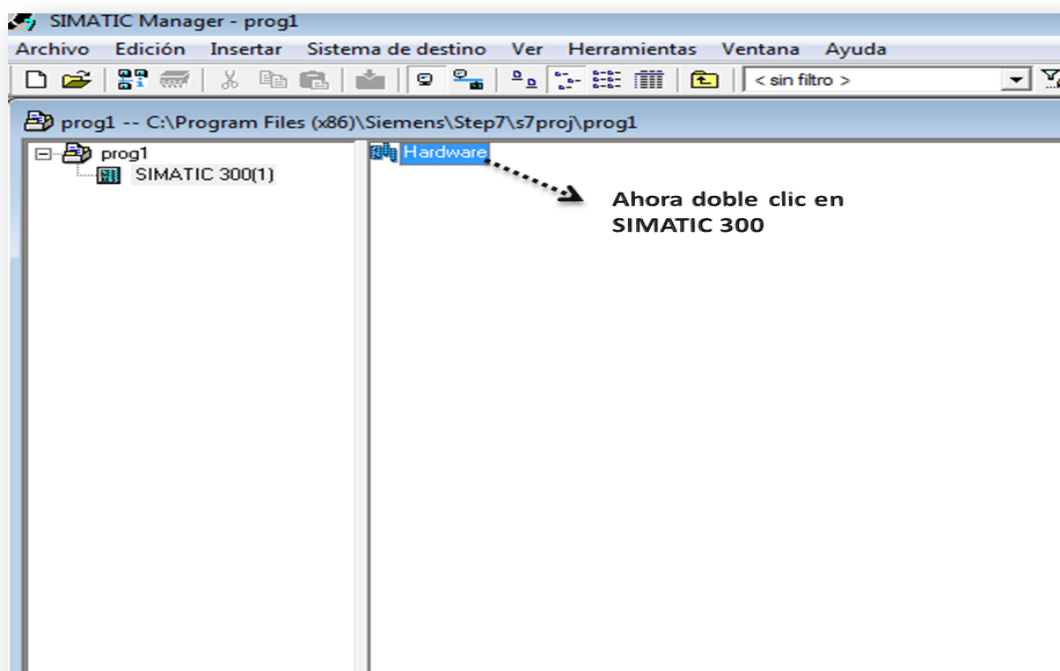 SIMATIC Manager - prog1
Archivo Edición Insertar Sistema de destino Ver Herramientas Ventana Ayuda
< sin filtro >
prog1 -- C:\Program Files (x86)\Siemens\Step7\s7proj\prog1
prog1
SIMATIC 300(1)
Hardware
Ahora doble clic en
SIMATIC 300